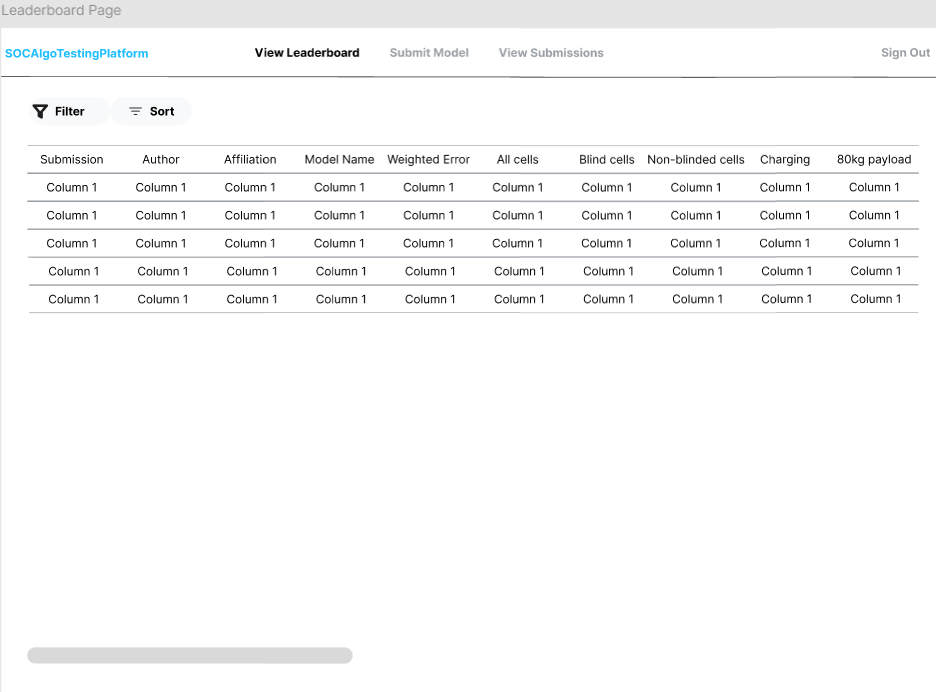 Leaderboard Page
SOCAlgoTestingPlatform View Leaderboard Submit Model View Submissions Sign Out
Filter Sort
Submission Author Affiliation Model Name Weighted Error All cells Blind cells Non-blinded cells Charging 80kg payload
Column 1 Column 1 Column 1 Column 1 Column 1 Column 1 Column 1 Column 1 Column 1 Column 1
Column 1 Column 1 Column 1 Column 1 Column 1 Column 1 Column 1 Column 1 Column 1 Column 1
Column 1 Column 1 Column 1 Column 1 Column 1 Column 1 Column 1 Column 1 Column 1 Column 1
Column 1 Column 1 Column 1 Column 1 Column 1 Column 1 Column 1 Column 1 Column 1 Column 1
Column 1 Column 1 Column 1 Column 1 Column 1 Column 1 Column 1 Column 1 Column 1 Column 1